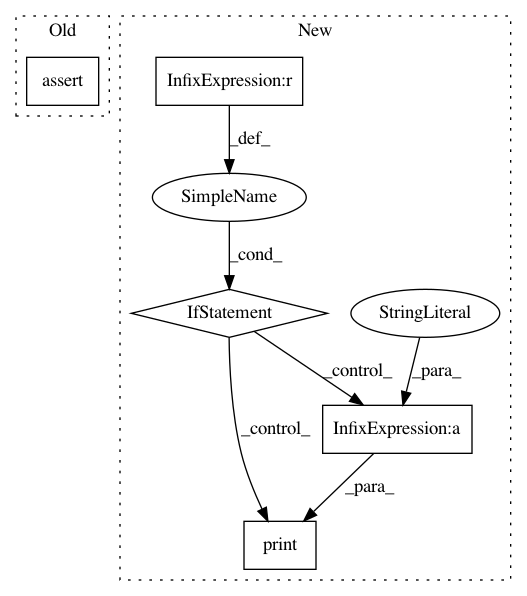 Old
New
assert
InfixExpression:r
_def_
SimpleName
_cond_
IfStatement
StringLiteral
_control_
_para_
_control_
InfixExpression:a
_para_
print